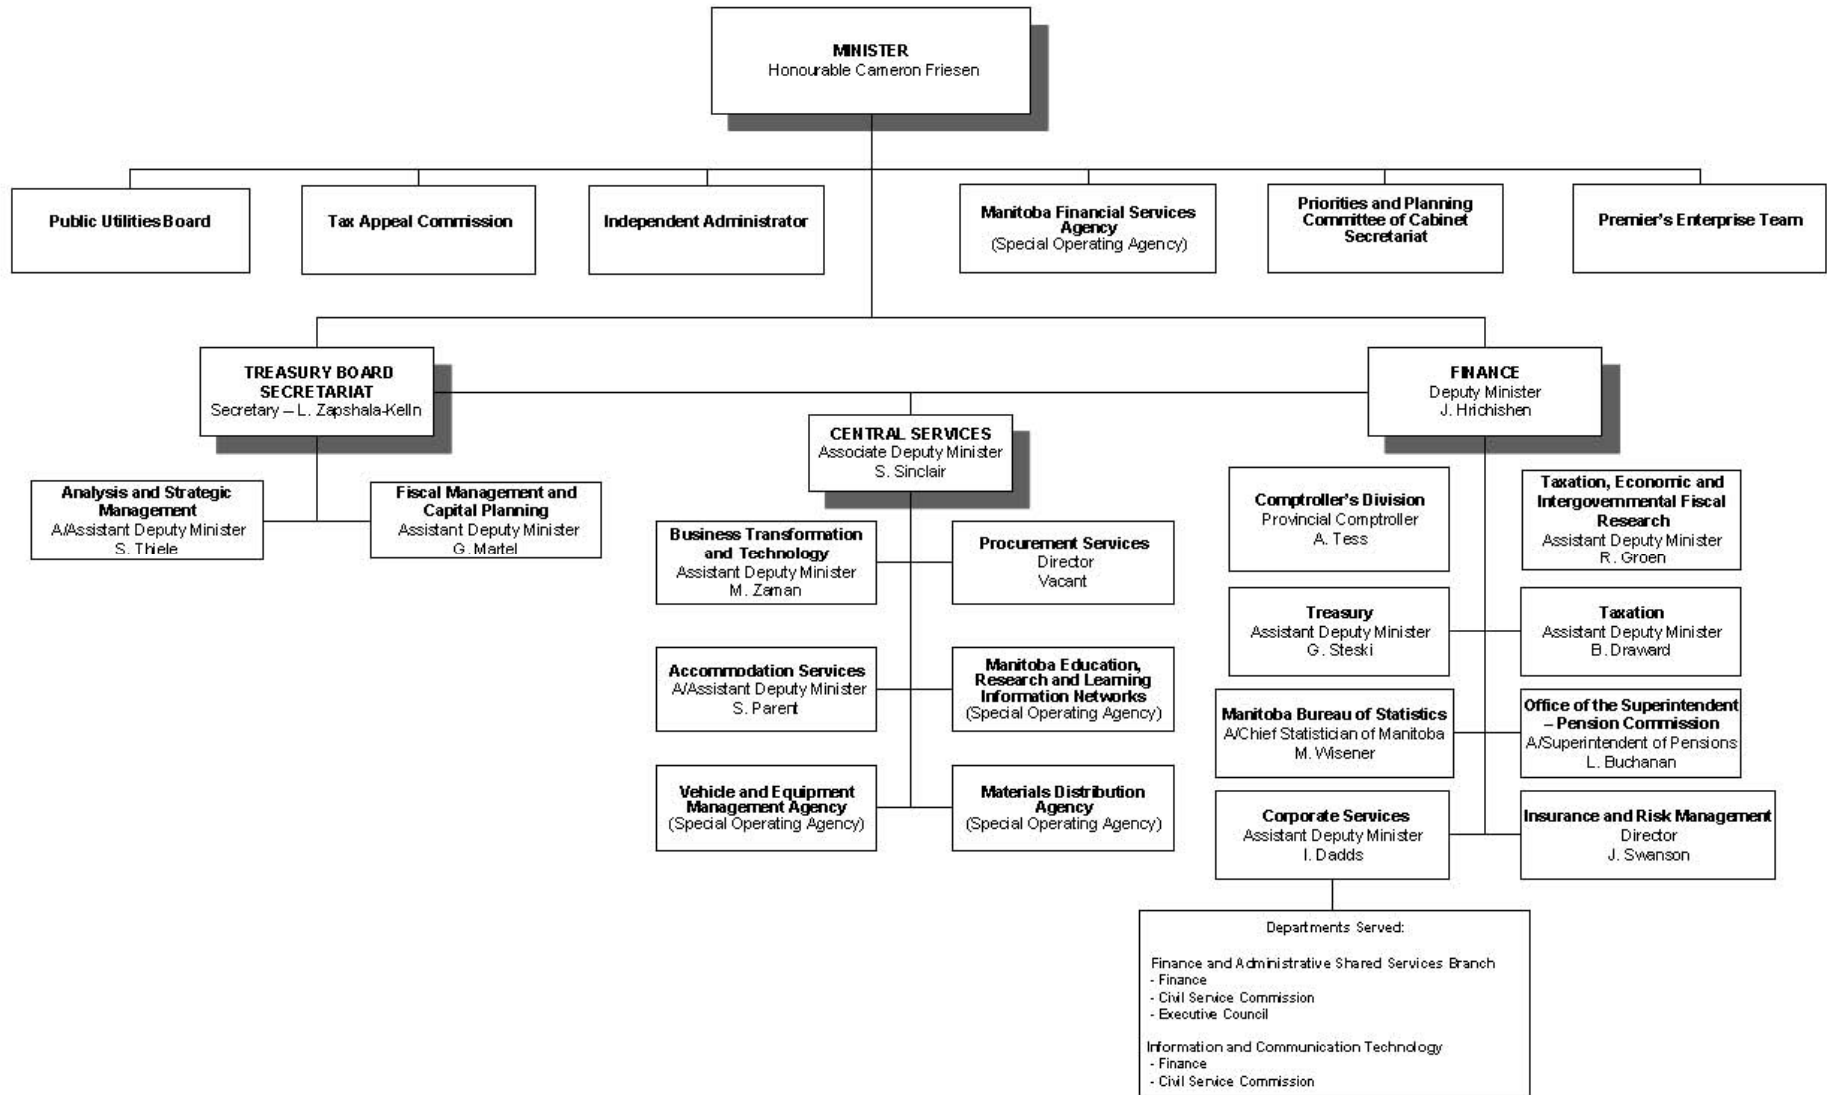 MINISTER
Honourable Cameron Friesen
Public Utilities Board
Tax Appeal Commission
Independent Administrator
Manitoba Financial Services
Agency
(Special Operating Agency)
Priorities and Planning
Committee of Cabinet
Secretariat
Premier's Enterprise Team
TREASURY BOARD
SECRETARIAT
Secretary – L. Zapshala-Kelln
FINANCE
Deputy Minister
J. Hrichishen
CENTRAL SERVICES
Associate Deputy Minister
S. Sinclair
Analysis and Strategic
Management
A/Assistant Deputy Minister
S. Thiele
Fiscal Management and
Capital Planning
Assistant Deputy Minister
G. Martel
Business Transformation
and Technology
Assistant Deputy Minister
M. Zaman
Procurement Services
Director
Vacant
Accommodation Services
A/Assistant Deputy Minister
S. Parent
Manitoba Education,
Research and Learning
Information Networks
(Special Operating Agency)
Vehicle and Equipment
Management Agency
(Special Operating Agency)
Materials Distribution
Agency
(Special Operating Agency)
Comptroller's Division
Provincial Comptroller
A. Tess
Taxation, Economic and
Intergovernmental Fiscal
Research
Assistant Deputy Minister
R. Groen
Treasury
Assistant Deputy Minister
G. Steski
Taxation
Assistant Deputy Minister
B. Draward
Manitoba Bureau of Statistics
A/Chief Statistician of Manitoba
M. Wisener
Office of the Superintendent
– Pension Commission
A/Superintendent of Pensions
L. Buchanan
Corporate Services
Assistant Deputy Minister
I. Dadds
Insurance and Risk Management
Director
J. Swanson
Departments Served:
Finance and Administrative Shared Services Branch
- Finance
- Civil Service Commission
- Executive Council
Information and Communication Technology
- Finance
- Civil Service Commission